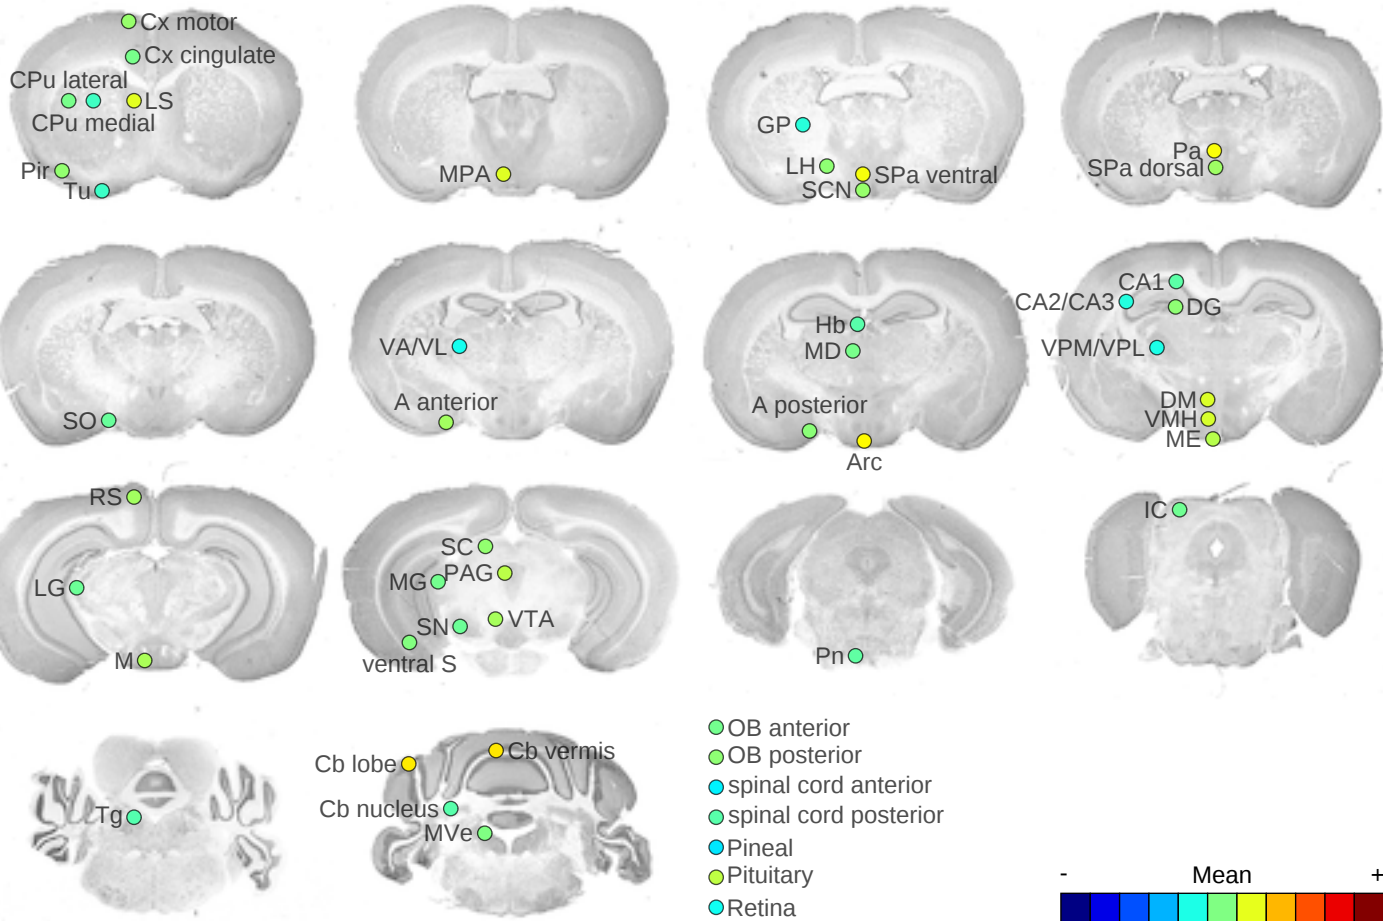 Cx motor
Cx cingulate
CPu lateral
LS
CPu medial
Pir
Tu
MPA
GP
LH
SPa ventral
SCN
Pa
SPa dorsal
SO
VA/VL
A anterior
Hb
MD
A posterior
Arc
CA1
CA2/CA3
DG
VPM/VPL
DM
VMH
ME
RS
LG
M
SC
PAG
MG
VTA
SN
ventral S
Pn
IC
Tg
Cb lobe
Cb vermis
Cb nucleus
MVe
OB anterior
OB posterior
spinal cord anterior
spinal cord posterior
Pineal
Pituitary
Retina
- Mean +